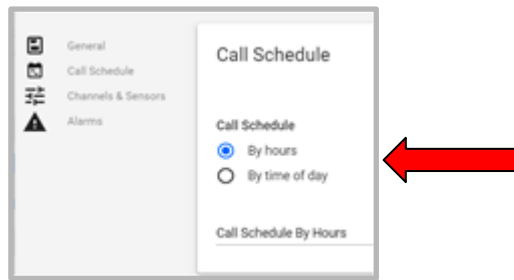 General
Call Schedule
Channels & Sensors
Alarms
Call Schedule
Call Schedule
By hours
By time of day
Call Schedule By Hours